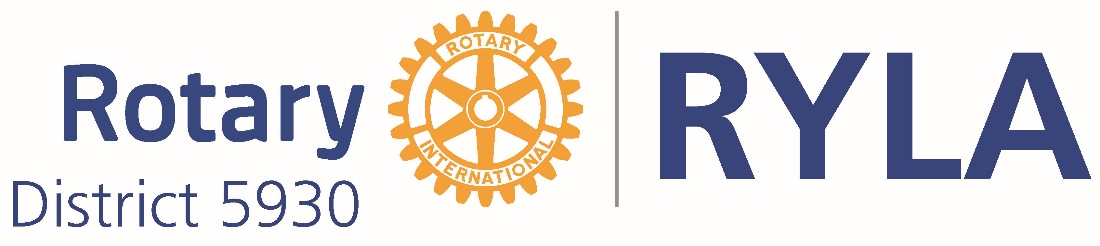 Rotary
District 5930
ROTARY
INTERNATIONAL
RYLA